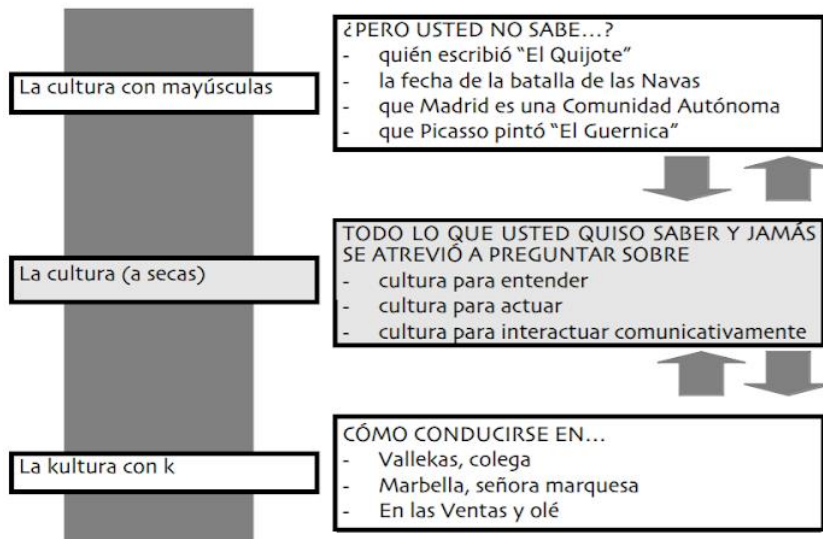 La cultura con mayúsculas
¿PERO USTED NO SABE...?
- quién escribió “El Quijote”
- la fecha de la batalla de las Navas
- que Madrid es una Comunidad Autónoma
- que Picasso pintó “El Guernica”
La cultura (a secas)
TODO LO QUE USTED QUISO SABER Y JAMÁS
SE ATREVIÓ A PREGUNTAR SOBRE
- cultura para entender
- cultura para actuar
- cultura para interactuar comunicativamente
La kultura con k
CÓMO CONDUCIRSE EN...
- Vallekas, colega
- Marbella, señora marquesa
- En las Ventas y olé